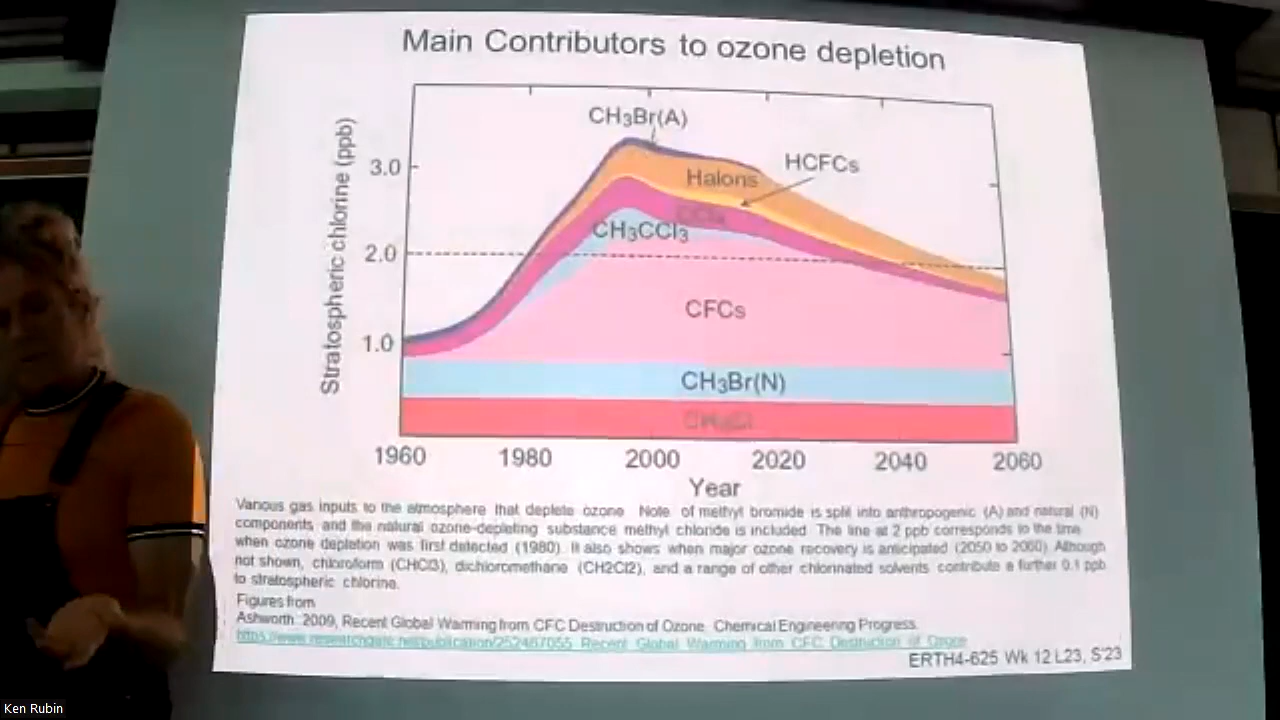 Main Contributors to ozone depletion
CH3Br(A)
HCFCs
Halons
CH3CCl3
CFCs
CH3Br(N)
Stratospheric chlorine (ppb)
3.0
2.0
1.0
1960 1980 2000 2020 2040 2060
Year
Various gas inputs to the atmosphere that deplete ozone Note of methyl bromide is split into anthropogenic (A) and natural (N)
components and the natural ozone-depleting substance methyl chloride is included The line at 2 ppb corresponds to the time
when ozone depletion was first detected (1980). It also shows when major ozone recovery is anticipated (2050 to 2060) Although
not shown, chloroform (CHCl3), dichloromethane (CH2Cl2), and a range of other chlorinated solvents contribute a further 0.1 ppb
to stratospheric chlorine.
Figures from
Ashworth 2009, Recent Global Warming from CFC Destruction of Ozone Chemical Engineering Progress.
https://www.researchgate.net/publication/252487055_Recent_Global_Warming_from_CFC_Destruction_of_Ozone
ERTH4-625 Wk 12 L23, S'23
Ken Rubin